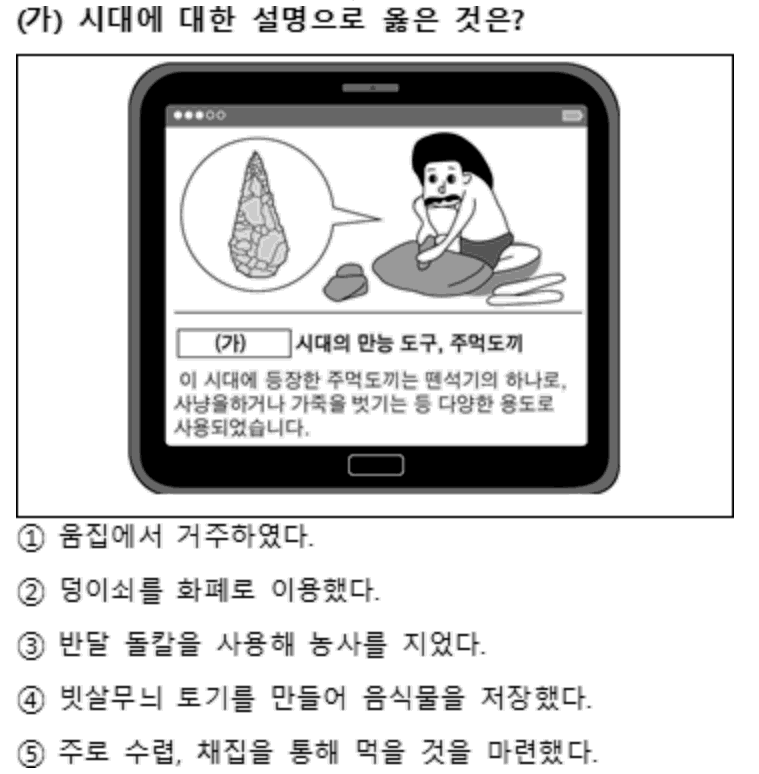 (가) 시대에 대한 설명으로 옳은 것은?
(가) 시대의 만능 도구, 주먹도끼
이 시대에 등장한 주먹도끼는 뗀석기의 하나로,
사냥을하거나 가죽을 벗기는 등 다양한 용도로
사용되었습니다.
① 움집에서 거주하였다.
② 덩이쇠를 화폐로 이용했다.
③ 반달 돌칼을 사용해 농사를 지었다.
④ 빗살무늬 토기를 만들어 음식물을 저장했다.
⑤ 주로 수렵, 채집을 통해 먹을 것을 마련했다.